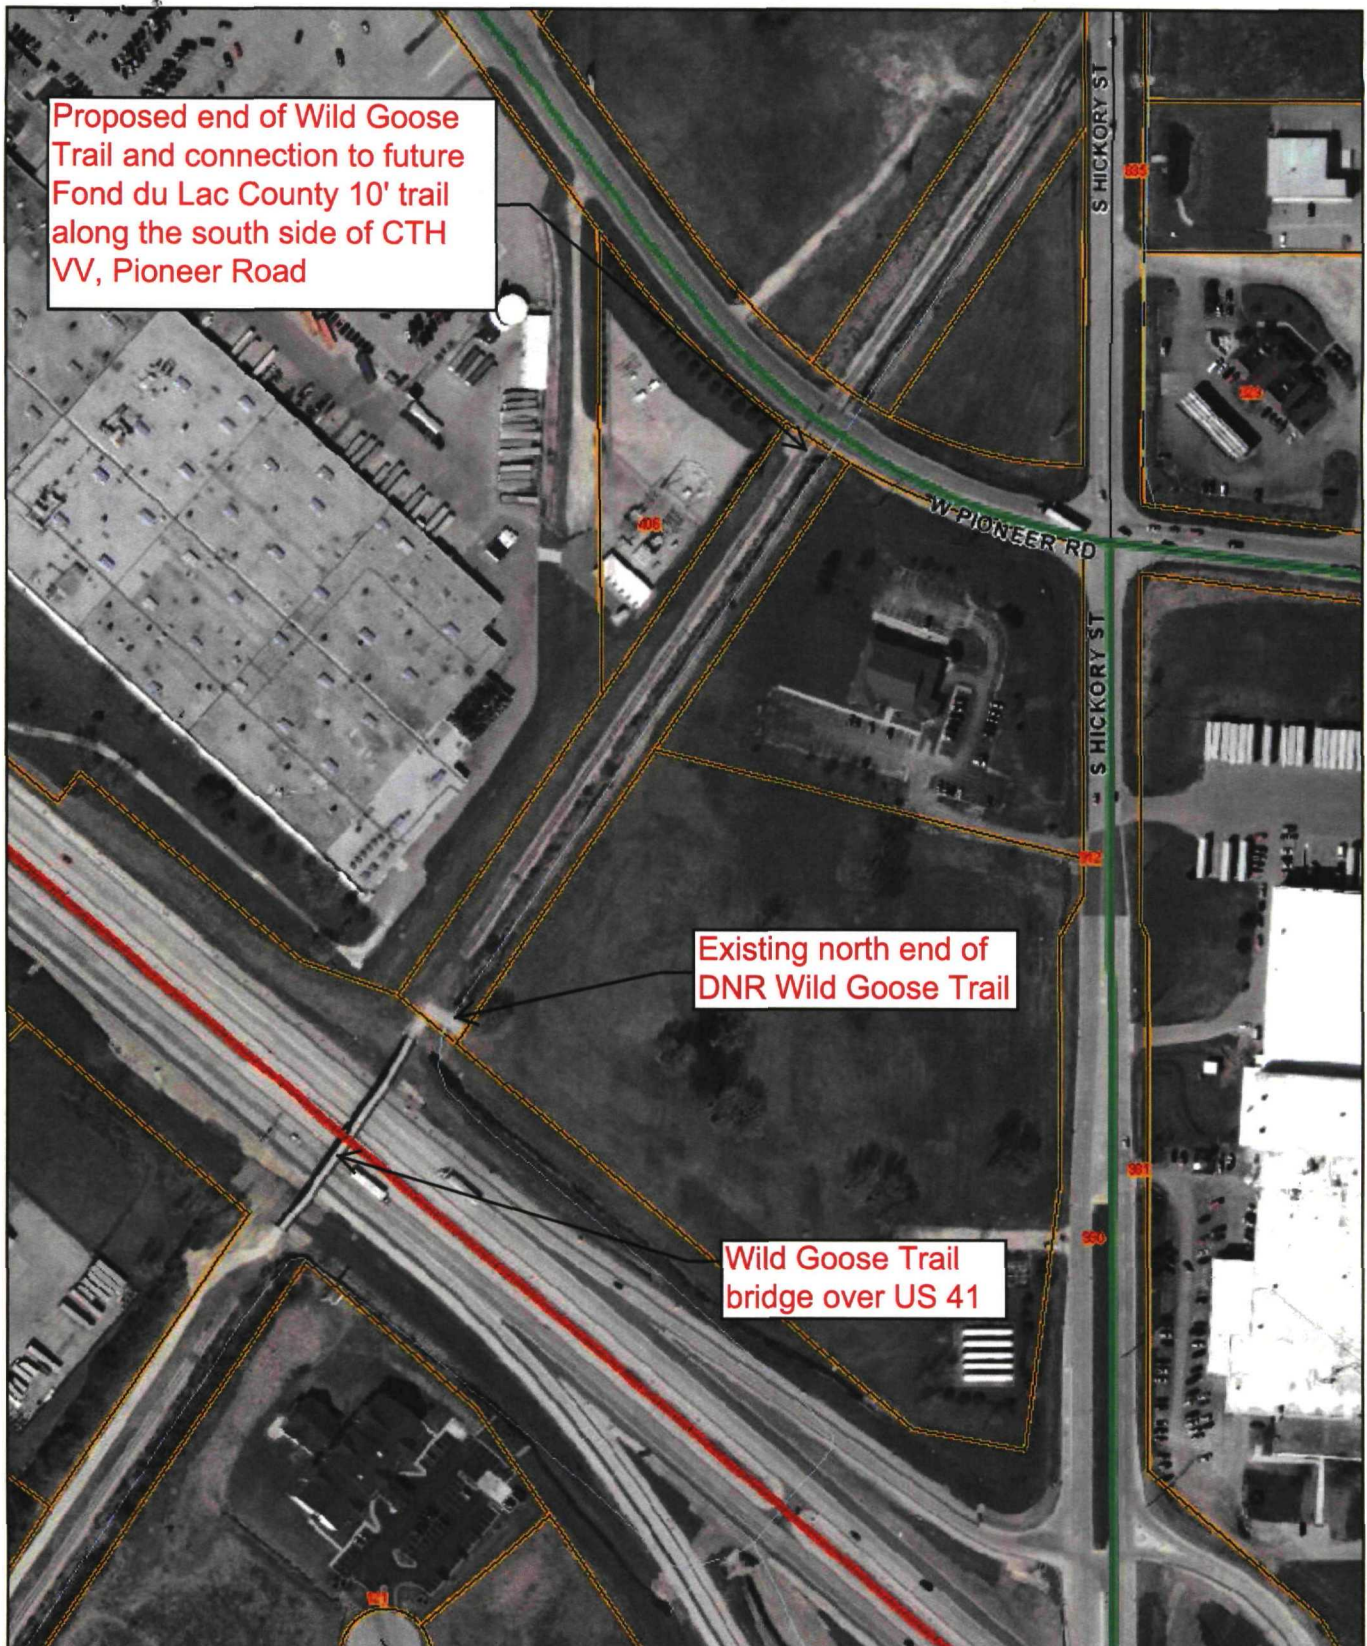 Proposed end of Wild Goose
Trail and connection to future
Fond du Lac County 10' trail
along the south side of CTH
VV, Pioneer Road
S HICKORY ST
406
W PIONEER RD
S HICKORY ST
912
Existing north end of
DNR Wild Goose Trail
Wild Goose Trail
bridge over US 41